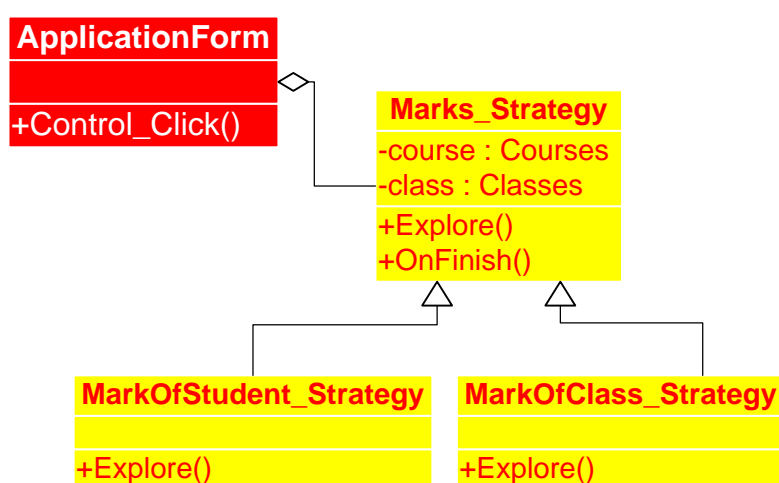 ApplicationForm
+Control_Click()
Marks_Strategy
-course : Courses
-class : Classes
+Explore()
+OnFinish()
MarkOfStudent_Strategy
+Explore()
MarkOfClass_Strategy
+Explore()